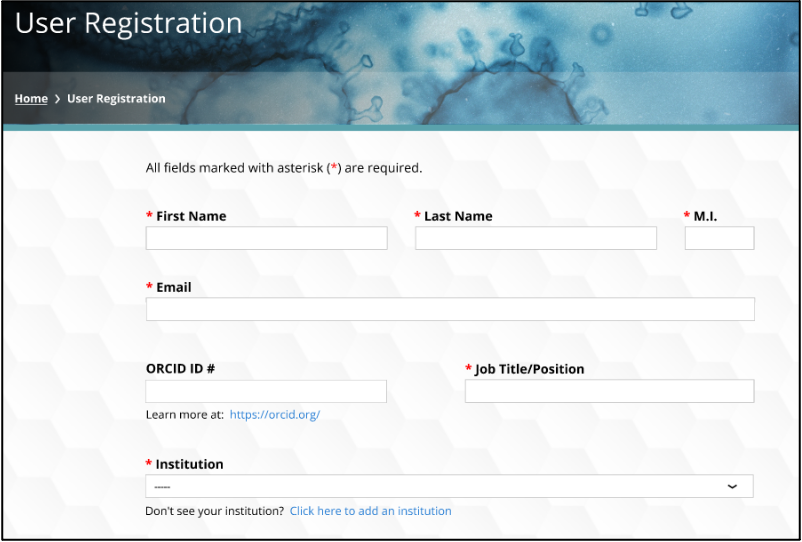 User Registration
Home > User Registration
All fields marked with asterisk (*) are required.
* First Name * Last Name * M.I.
* Email
ORCID ID # * Job Title/Position
Learn more at: https://orcid.org/
* Institution
-----
Don't see your institution? Click here to add an institution